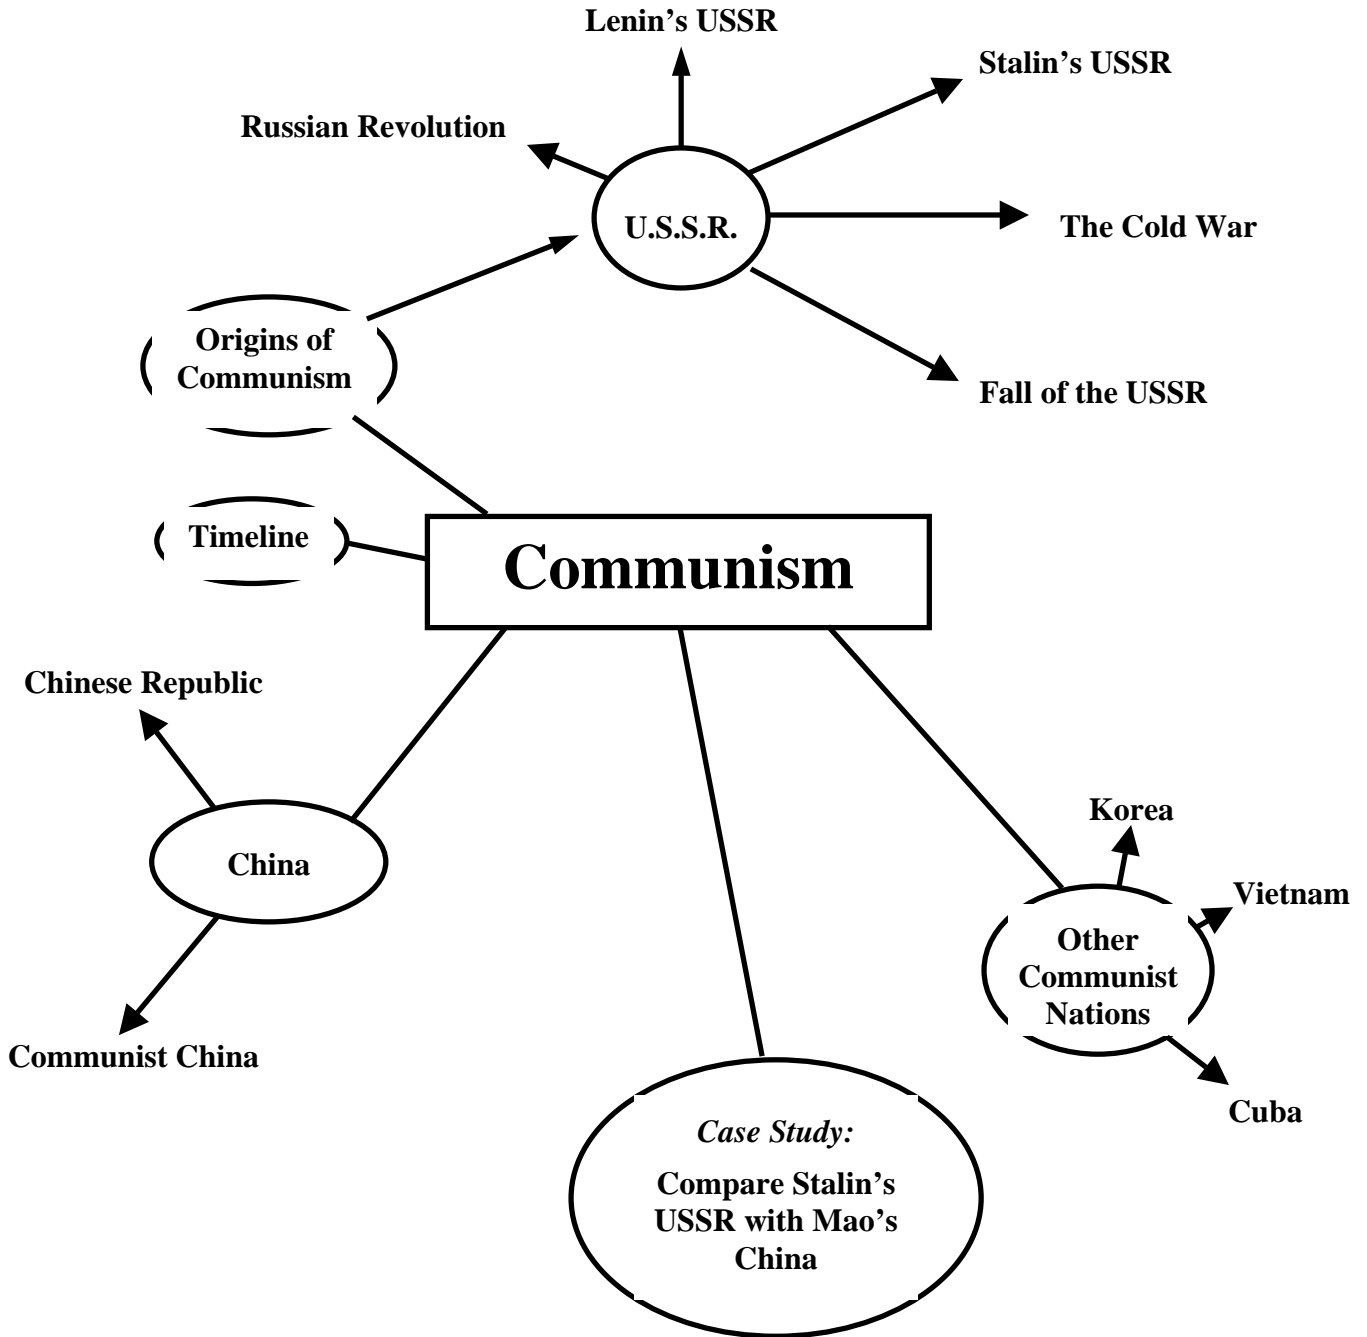 Lenin’s USSR
Stalin’s USSR
Russian Revolution
U.S.S.R.
The Cold War
Origins of
Communism
Fall of the USSR
Timeline
Communism
Chinese Republic
China
Communist China
Korea
Vietnam
Other
Communist
Nations
Cuba
Case Study:
Compare Stalin’s
USSR with Mao’s
China